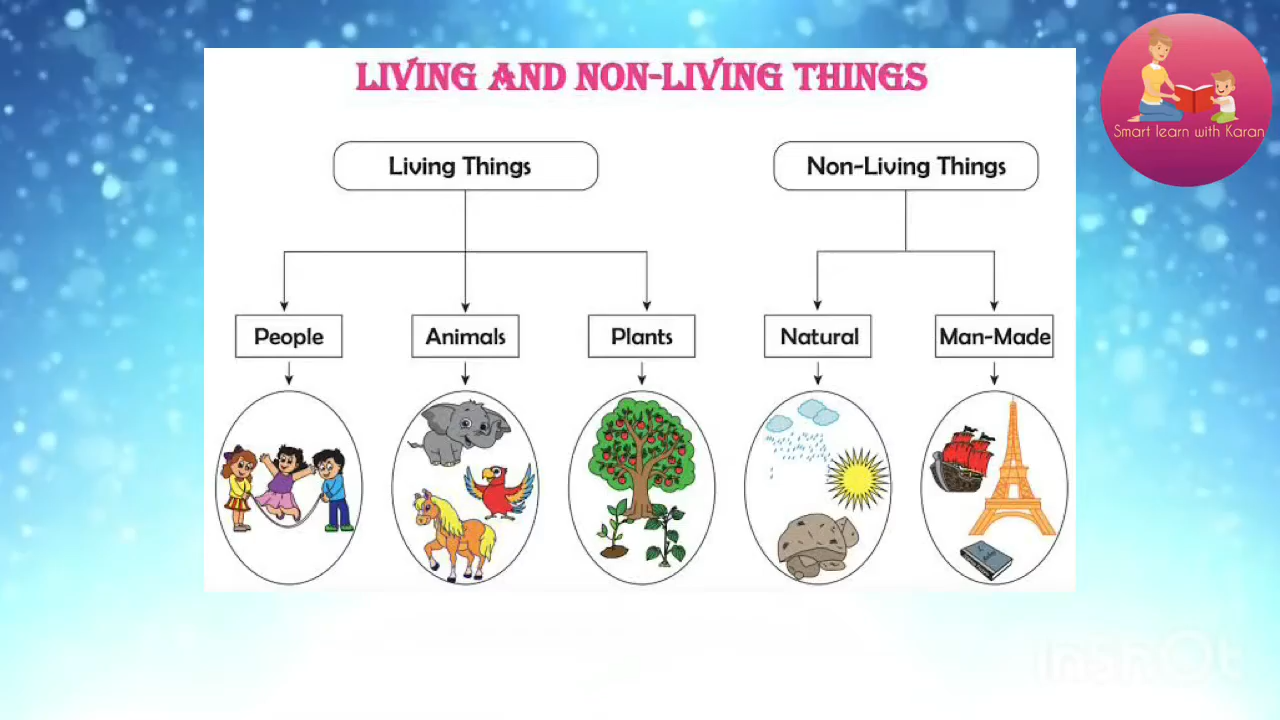 LIVING AND NON-LIVING THINGS
Smart learn with Karan
Living Things
Non-Living Things
People
Animals
Plants
Natural
Man-Made